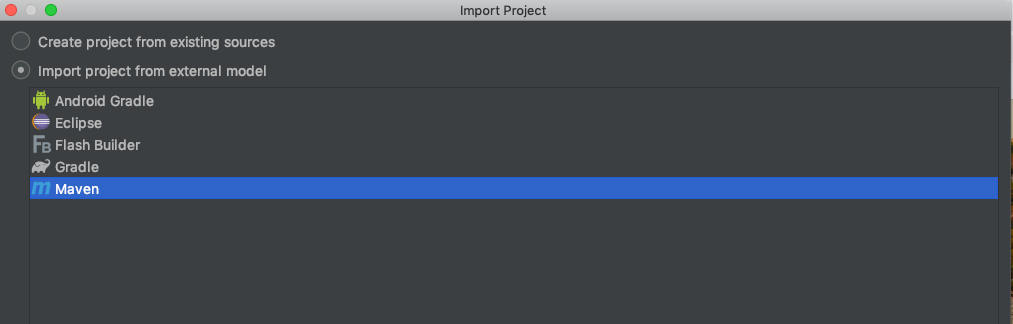 Import Project
Create project from existing sources
Import project from external model
Android Gradle
Eclipse
FB Flash Builder
Gradle
m Maven